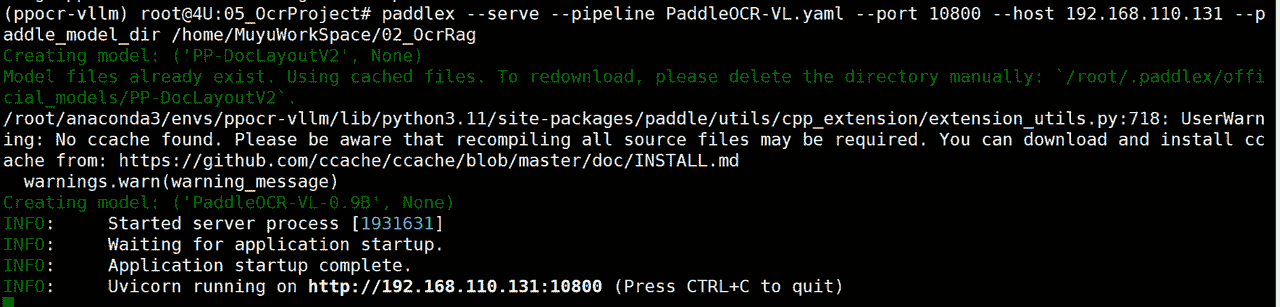 (ppocr-vllm) root@4U:05_OcrProject# paddlex --serve --pipeline PaddleOCR-VL.yaml --port 10800 --host 192.168.110.131 --p
addle_model_dir /home/MuyuWorkSpace/02_OcrRag
Creating model: ('PP-DocLayoutV2', None)
Model files already exist. Using cached files. To redownload, please delete the directory manually: `/root/.paddlex/offi
cial_models/PP-DocLayoutV2`.
/root/anaconda3/envs/ppocr-vllm/lib/python3.11/site-packages/paddle/utils/cpp_extension/extension_utils.py:718: UserWarn
ing: No ccache found. Please be aware that recompiling all source files may be required. You can download and install cc
ache from: https://github.com/ccache/ccache/blob/master/doc/INSTALL.md
  warnings.warn(warning_message)
Creating model: ('PaddleOCR-VL-0.9B', None)
INFO:     Started server process [1931631]
INFO:     Waiting for application startup.
INFO:     Application startup complete.
INFO:     Uvicorn running on http://192.168.110.131:10800 (Press CTRL+C to quit)